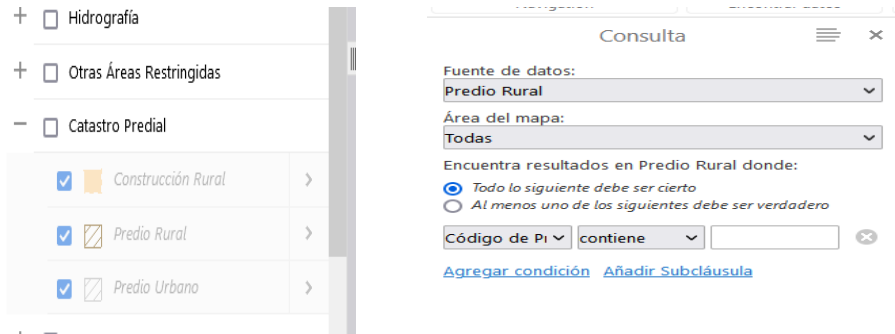 Hidrografía
Otras Áreas Restringidas
Catastro Predial
Construcción Rural
Predio Rural
Predio Urbano
Consulta
Fuente de datos:
Predio Rural
Área del mapa:
Todas
Encuentra resultados en Predio Rural donde:
Todo lo siguiente debe ser cierto
Al menos uno de los siguientes debe ser verdadero
Código de Pr contiene
Agregar condición Añadir Subcláusula